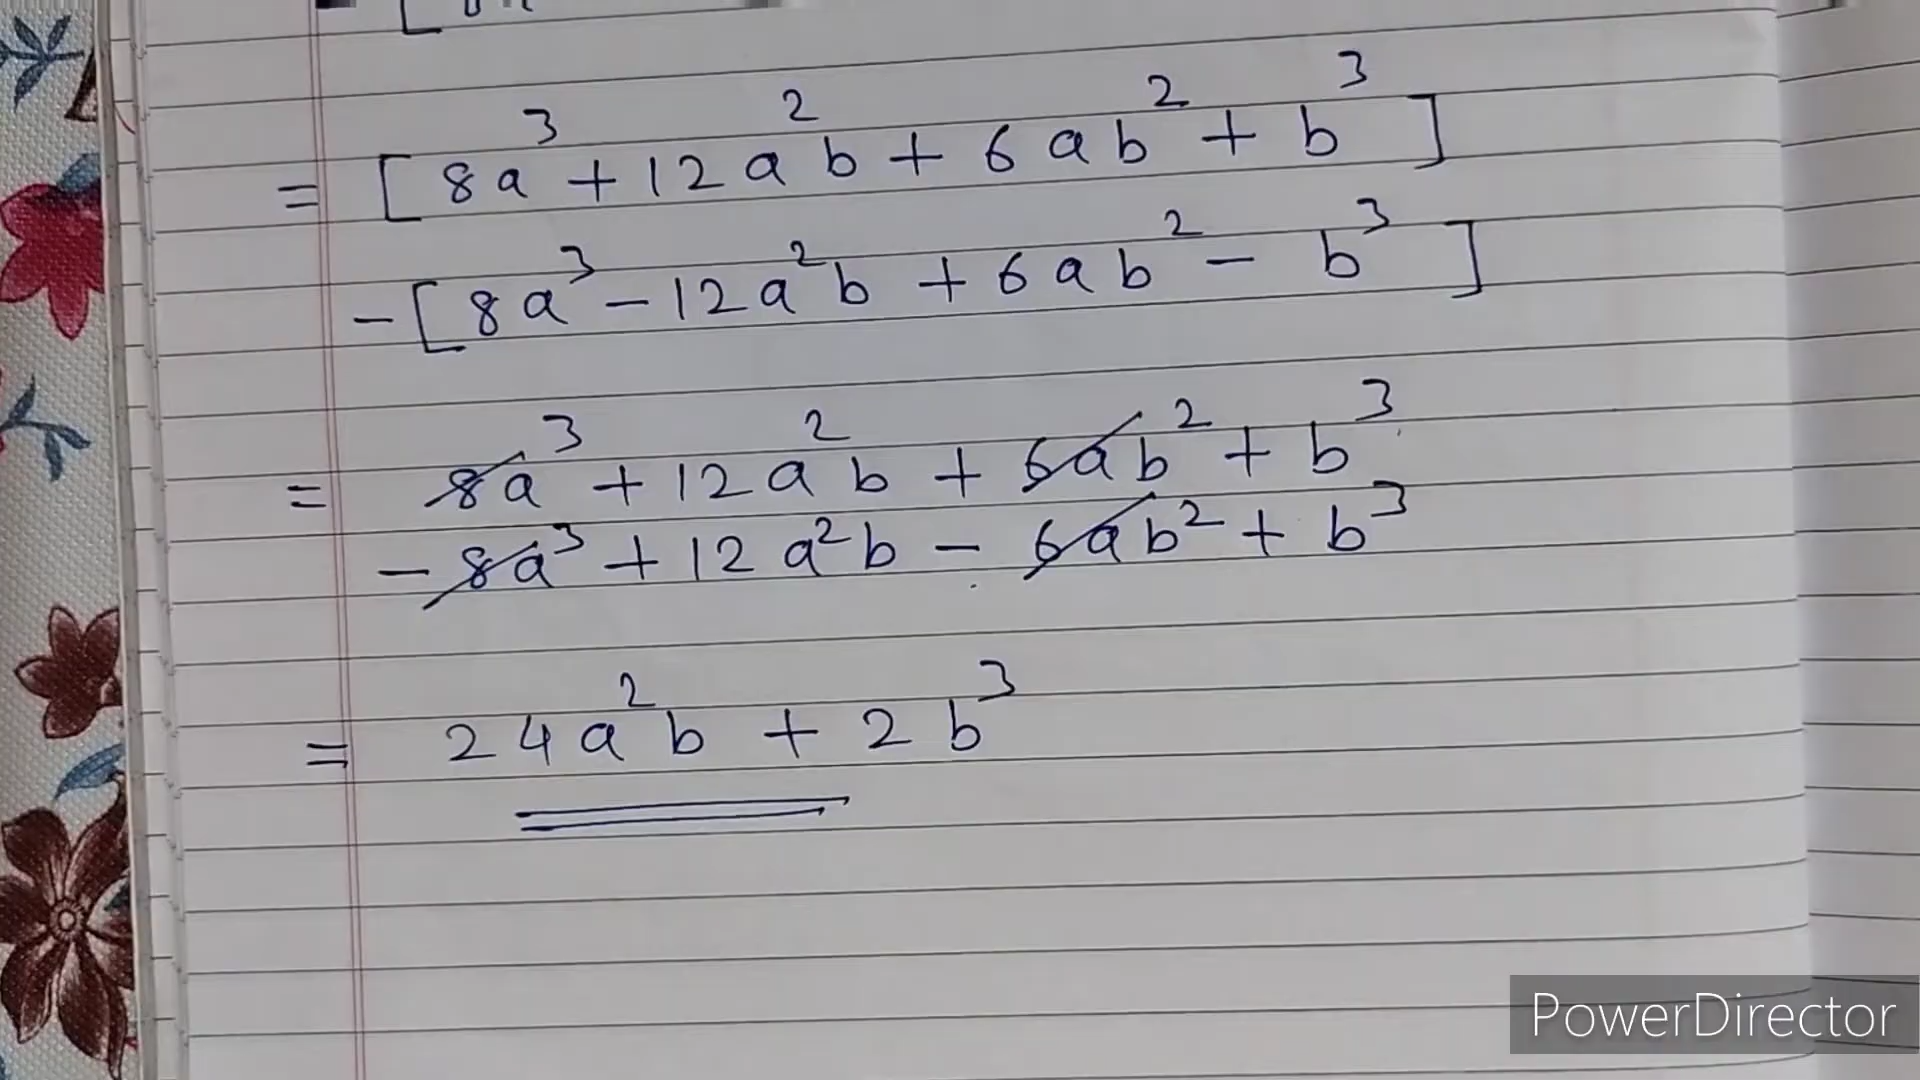 = [8a³ + 12a²b + 6ab² + b³]
- [8a³ - 12a²b + 6ab² - b³]
= 8a³ + 12a²b + 6ab² + b³
- 8a³ + 12a²b - 6ab² + b³
= 24a²b + 2b³
PowerDirector